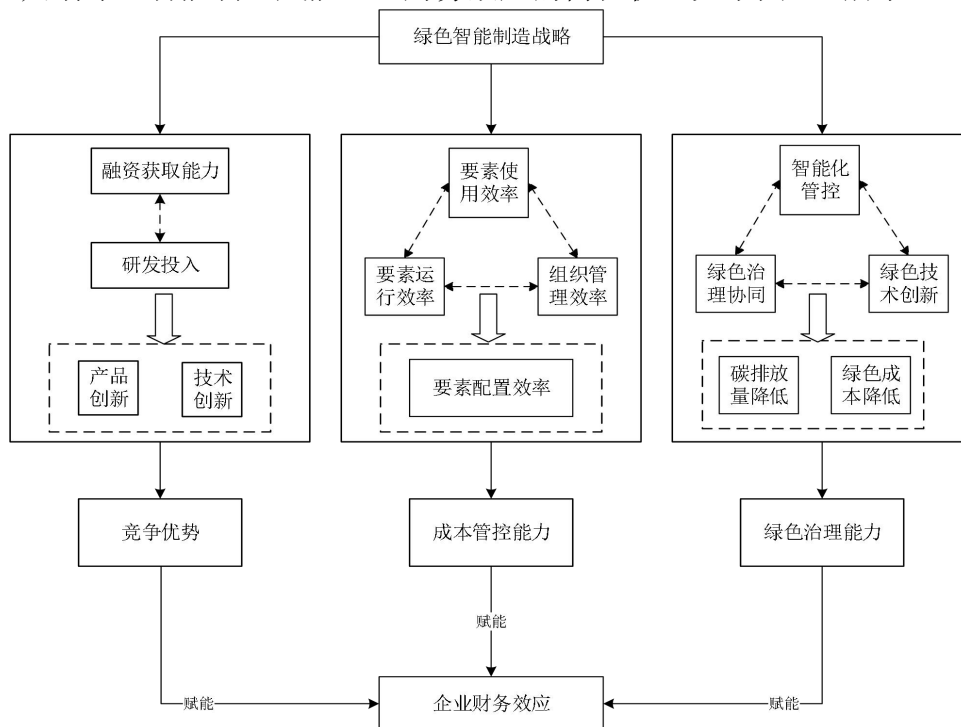 绿色智能制造战略
融资获取能力
研发投入
产品
创新
技术
创新
要素使
用效率
要素运
行效率
组织管
理效率
要素配置效率
智能化
管控
绿色治
理协同
绿色技
术创新
碳排放
量降低
绿色成
本降低
竞争优势
成本管控能力
绿色治理能力
赋能
赋能
企业财务效应
赋能